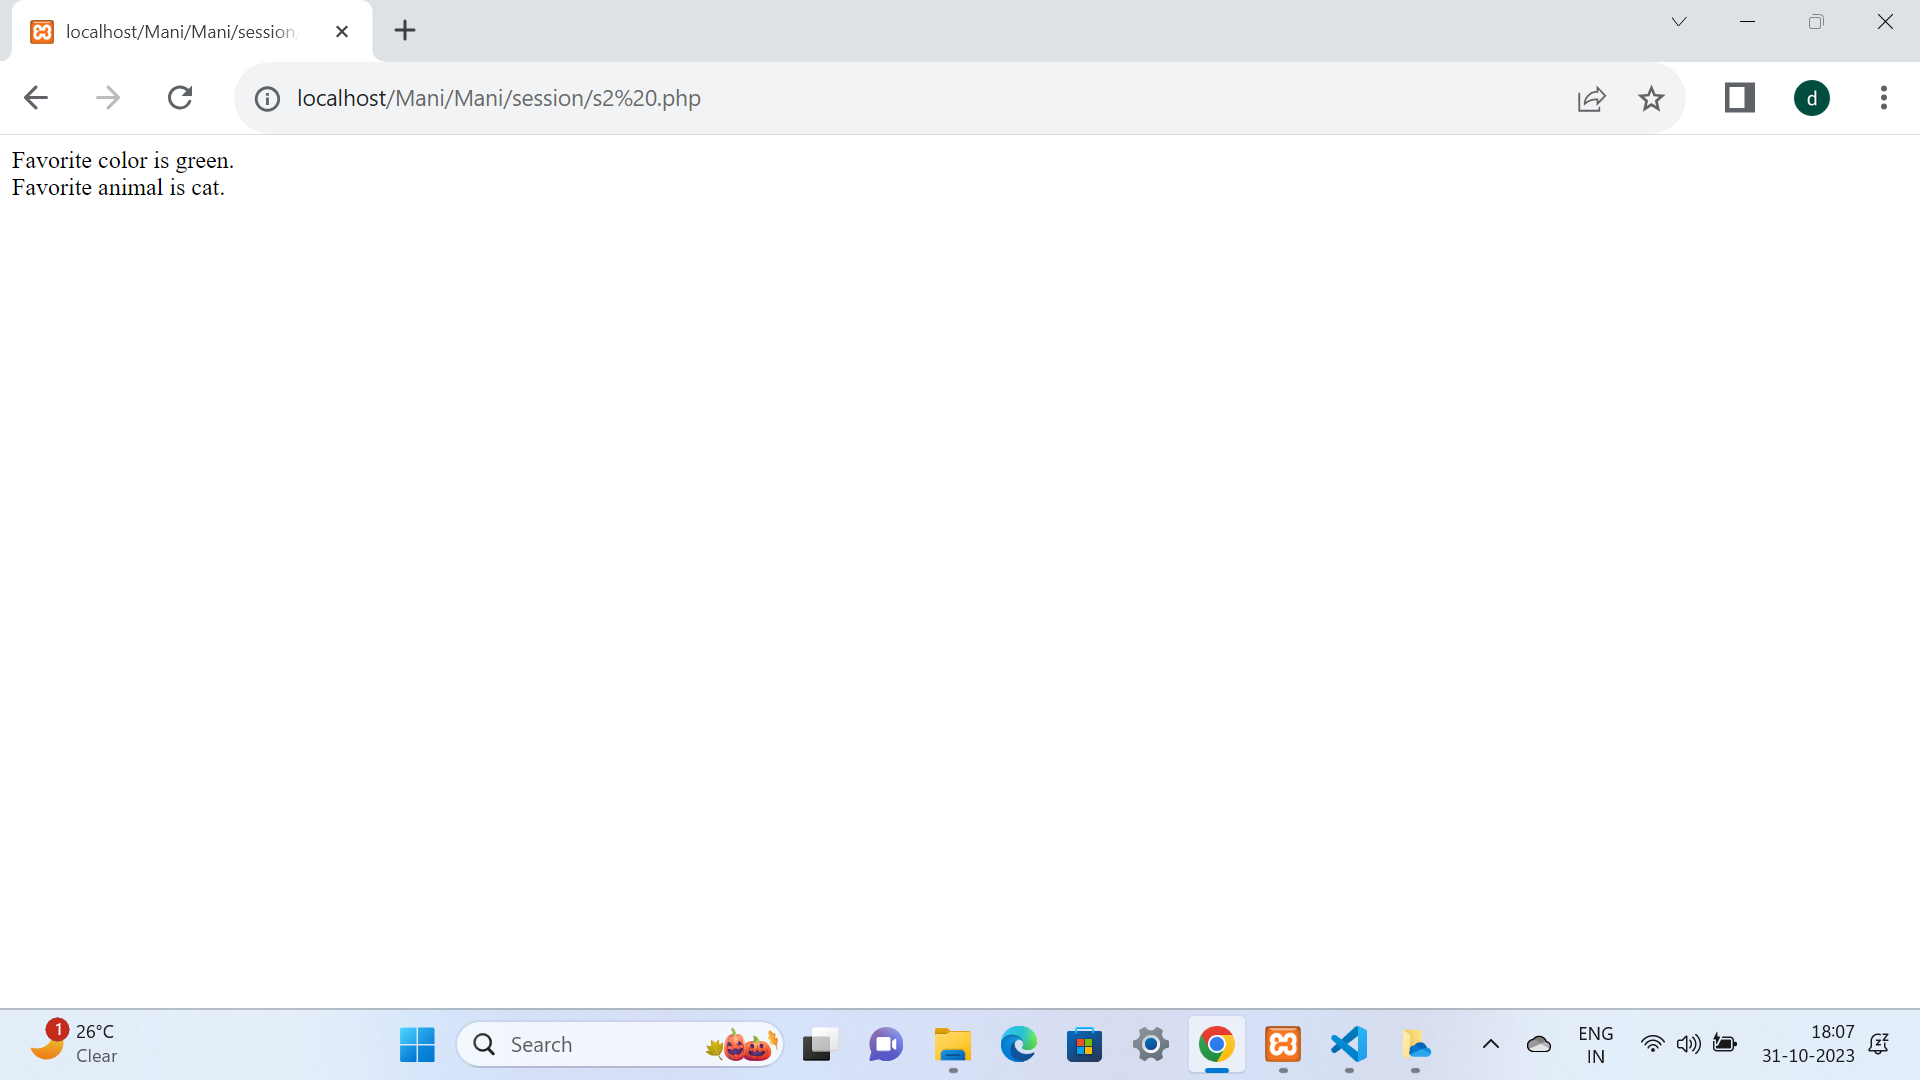 localhost/Mani/Mani/session/
localhost/Mani/Mani/session/s2%20.php
d
Favorite color is green.
Favorite animal is cat.
1
26°C
Clear
Search
ENG
IN
18:07
31-10-2023